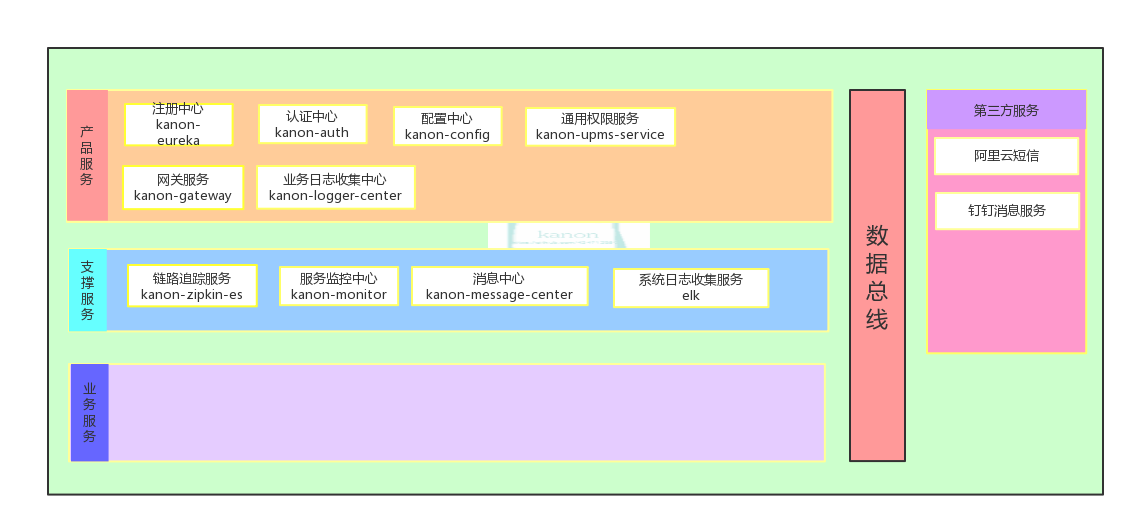 产品服务
注册中心
kanon-
eureka
认证中心
kanon-auth
配置中心
kanon-config
通用权限服务
kanon-upms-service
网关服务
kanon-gateway
业务日志收集中心
kanon-logger-center
kanon
支撑服务
链路追踪服务
kanon-zipkin-es
服务监控中心
kanon-monitor
消息中心
kanon-message-center
系统日志收集服务
elk
业务服务
数据总线
第三方服务
阿里云短信
钉钉消息服务